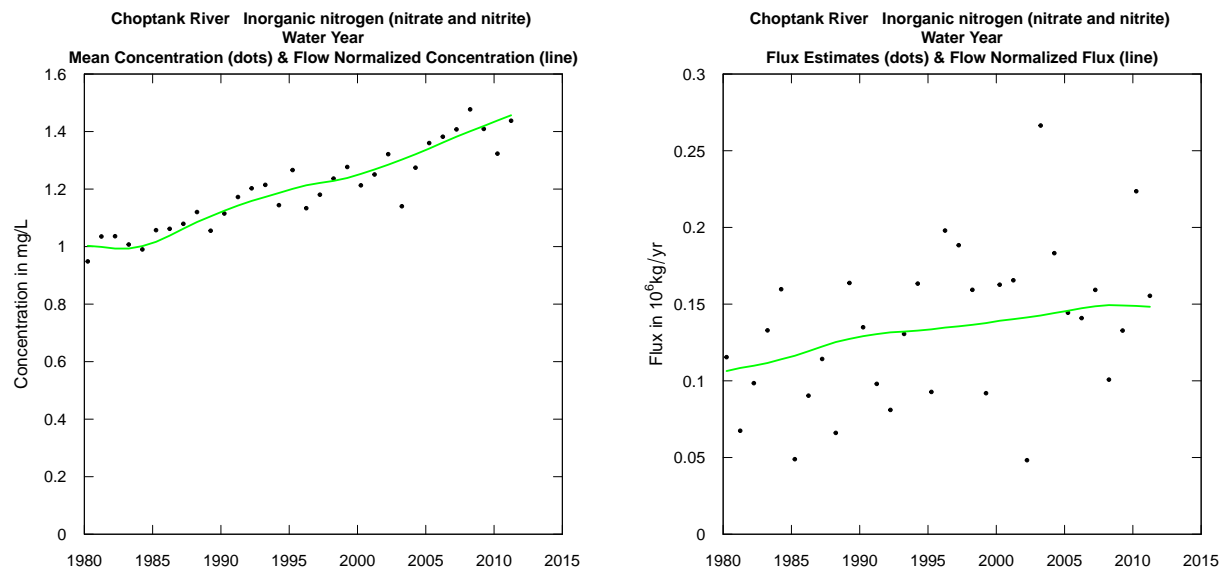 Choptank River Inorganic nitrogen (nitrate and nitrite)
Water Year
Mean Concentration (dots) & Flow Normalized Concentration (line)
Concentration in mg/L
1.6
1.4
1.2
1
0.8
0.6
0.4
0.2
0
1980 1985 1990 1995 2000 2005 2010 2015
Choptank River Inorganic nitrogen (nitrate and nitrite)
Water Year
Flux Estimates (dots) & Flow Normalized Flux (line)
Flux in 10⁶kg/yr
0.3
0.25
0.2
0.15
0.1
0.05
0
1980 1985 1990 1995 2000 2005 2010 2015